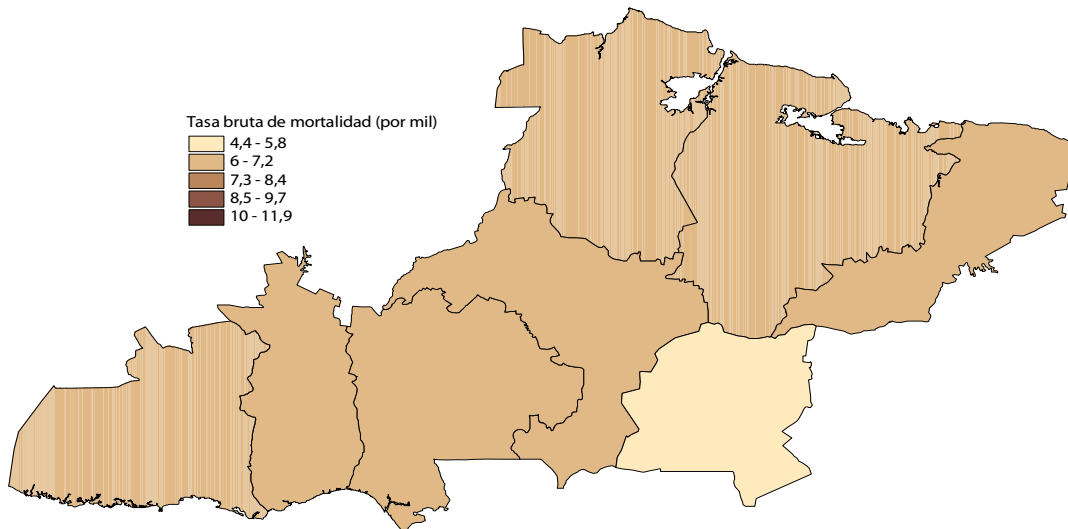 Tasa bruta de mortalidad (por mil)
4,4 - 5,8
6 - 7,2
7,3 - 8,4
8,5 - 9,7
10 - 11,9